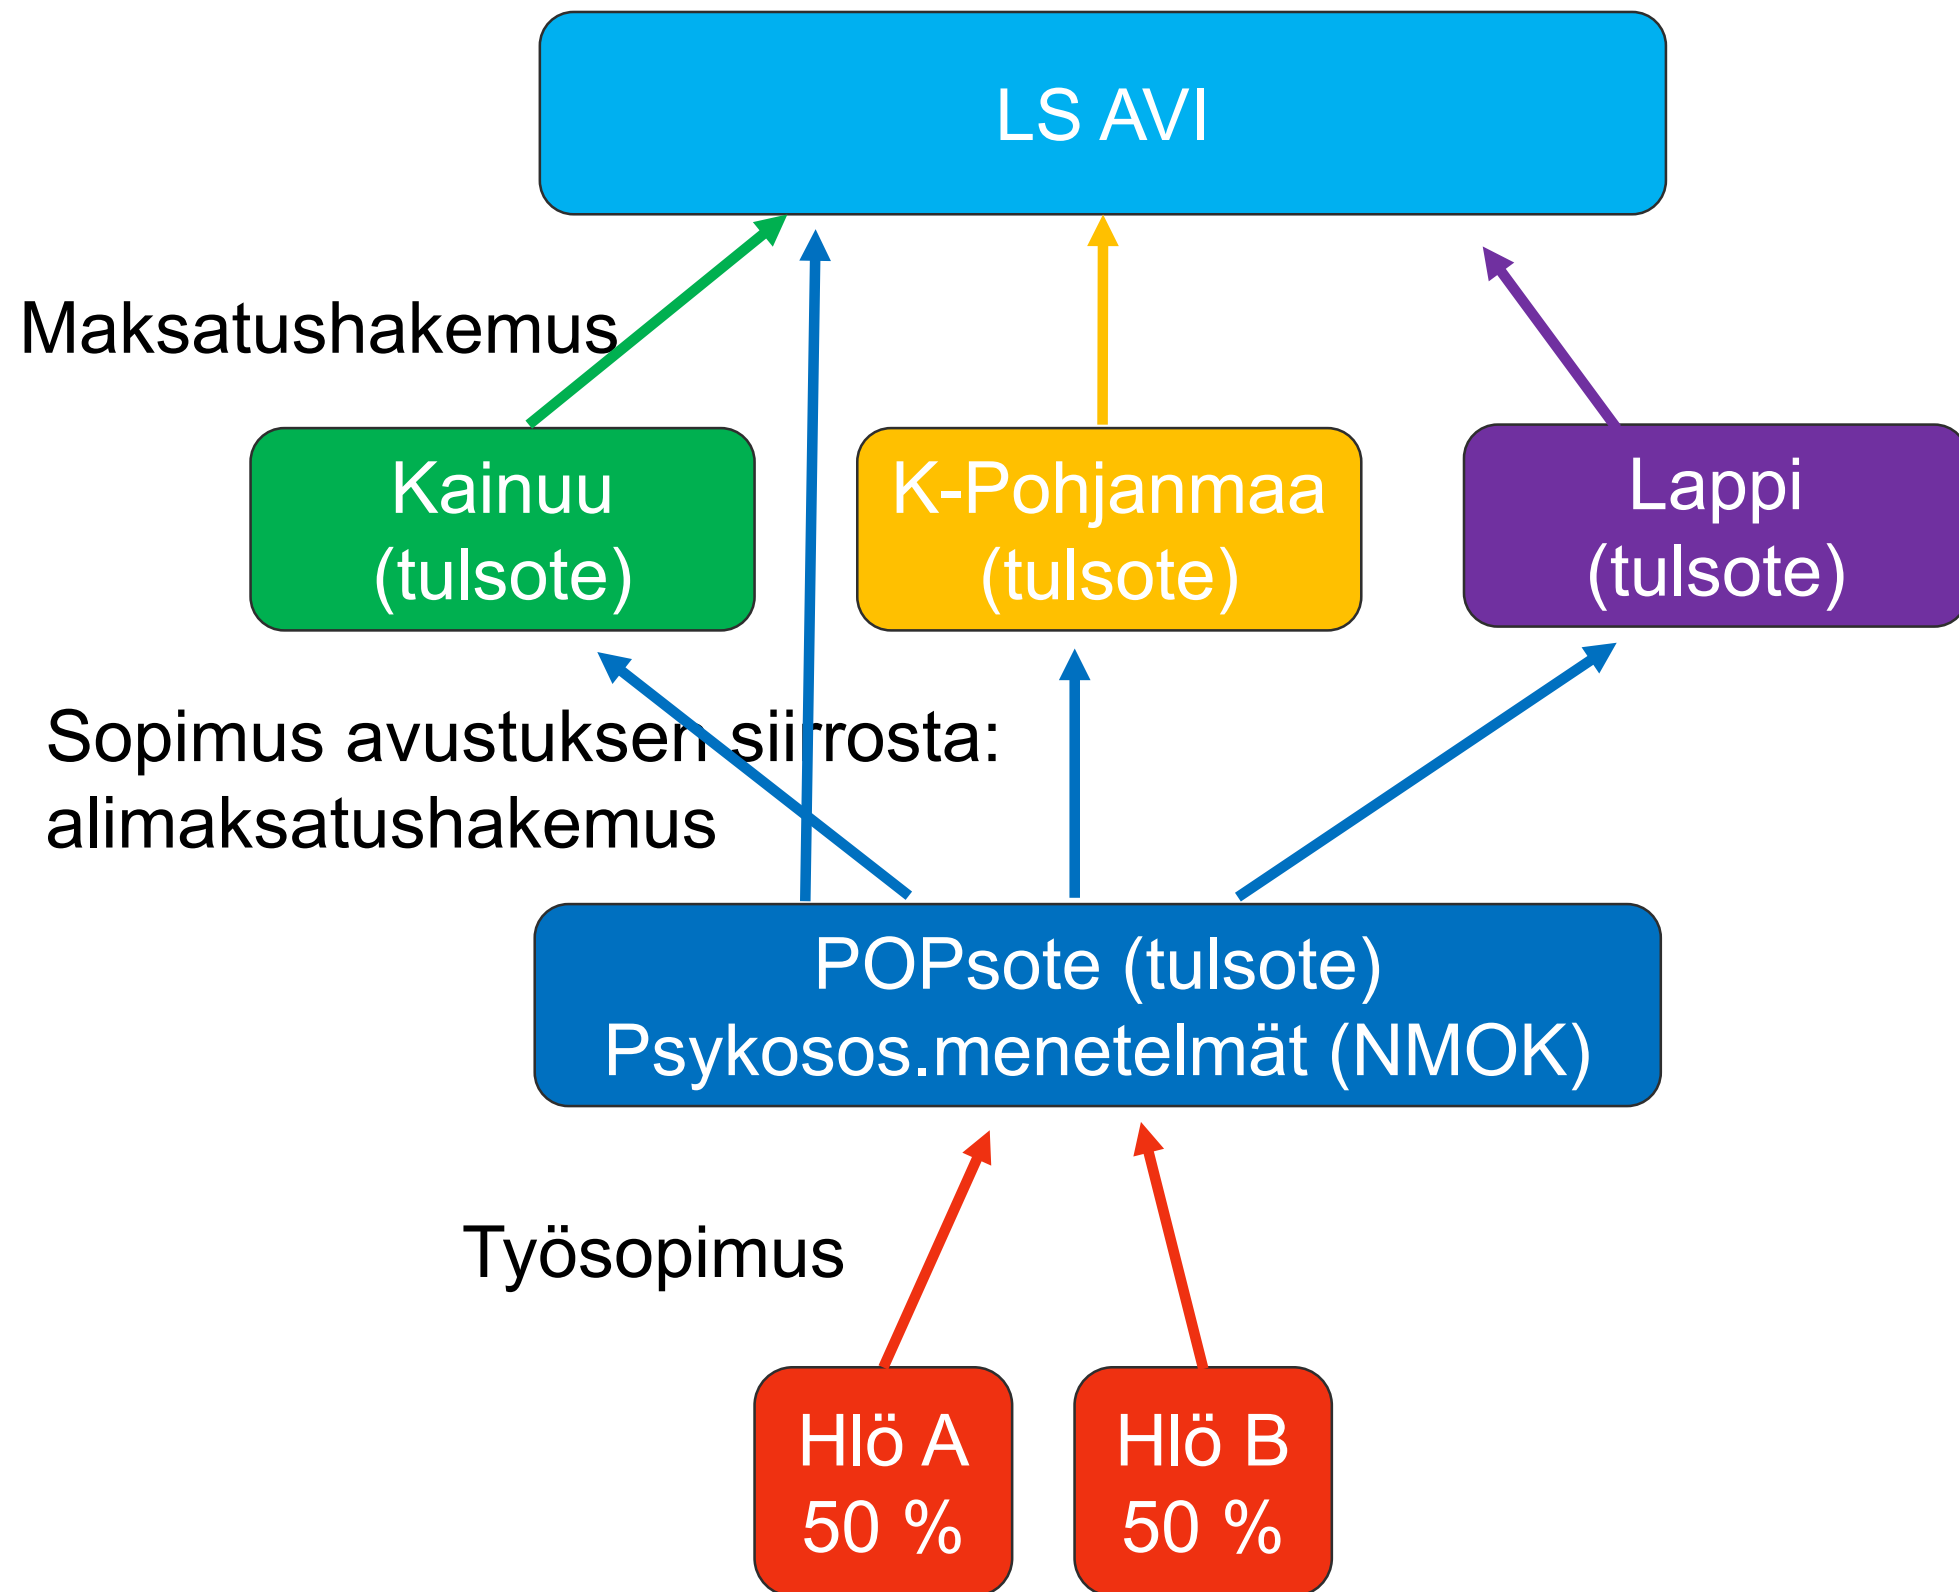 LS AVI
Maksatushakemus
Kainuu
(tulsote)
K-Pohjanmaa
(tulsote)
Lappi
(tulsote)
Sopimus avustuksen siirrosta:
alimaksatushakemus
POPsote (tulsote)
Psykosos.menetelmät (NMOK)
Työsopimus
Hlö A
50 %
Hlö B
50 %